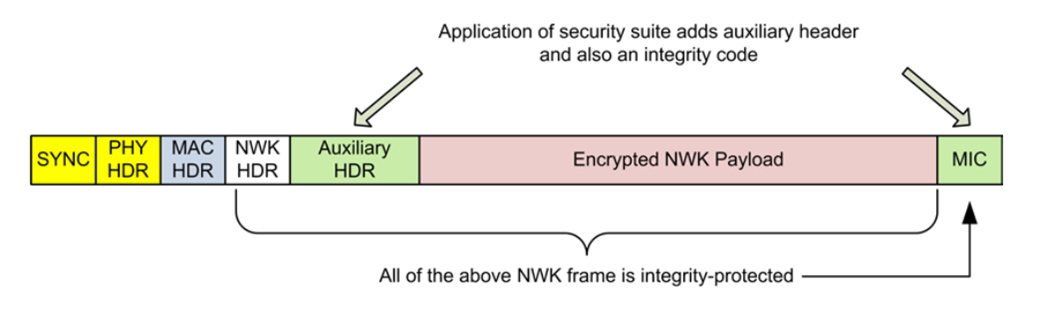 Application of security suite adds auxiliary header
and also an integrity code
SYNC
PHY
HDR
MAC
HDR
NWK
HDR
Auxiliary
HDR
Encrypted NWK Payload
MIC
All of the above NWK frame is integrity-protected